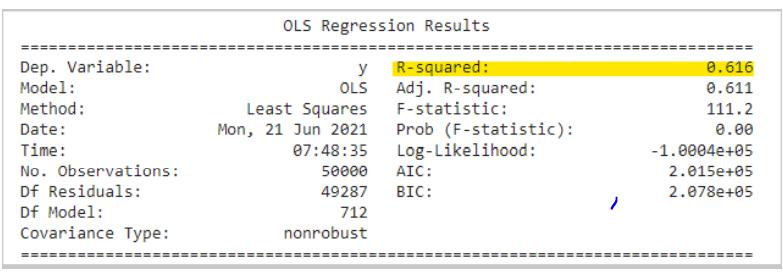 OLS Regression Results
==============================================================================
Dep. Variable: y R-squared: 0.616
Model: OLS Adj. R-squared: 0.611
Method: Least Squares F-statistic: 111.2
Date: Mon, 21 Jun 2021 Prob (F-statistic): 0.00
Time: 07:48:35 Log-Likelihood: -1.0004e+05
No. Observations: 50000 AIC: 2.015e+05
Df Residuals: 49287 BIC: 2.078e+05
Df Model: 712
Covariance Type: nonrobust
==============================================================================